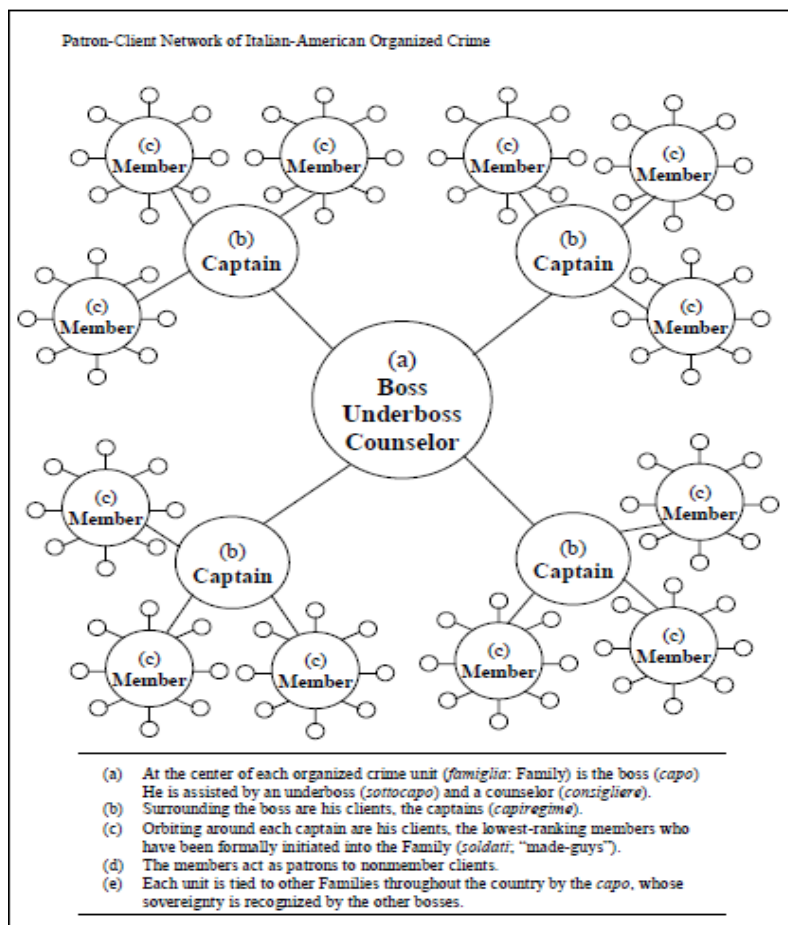 Patron-Client Network of Italian-American Organized Crime
(c)
Member
(c)
Member
(c)
Member
(c)
Member
(b)
Captain
(b)
Captain
(c)
Member
(c)
Member
(a)
Boss
Underboss
Counselor
(c)
Member
(c)
Member
(b)
Captain
(b)
Captain
(c)
Member
(c)
Member
(c)
Member
(c)
Member
(a) At the center of each organized crime unit (famiglia: Family) is the boss (capo)
He is assisted by an underboss (sottocapo) and a counselor (consigliere).
(b) Surrounding the boss are his clients, the captains (capiregime).
(c) Orbiting around each captain are his clients, the lowest-ranking members who
have been formally initiated into the Family (soldati; “made-guys”).
(d) The members act as patrons to nonmember clients.
(e) Each unit is tied to other Families throughout the country by the capo, whose
sovereignty is recognized by the other bosses.